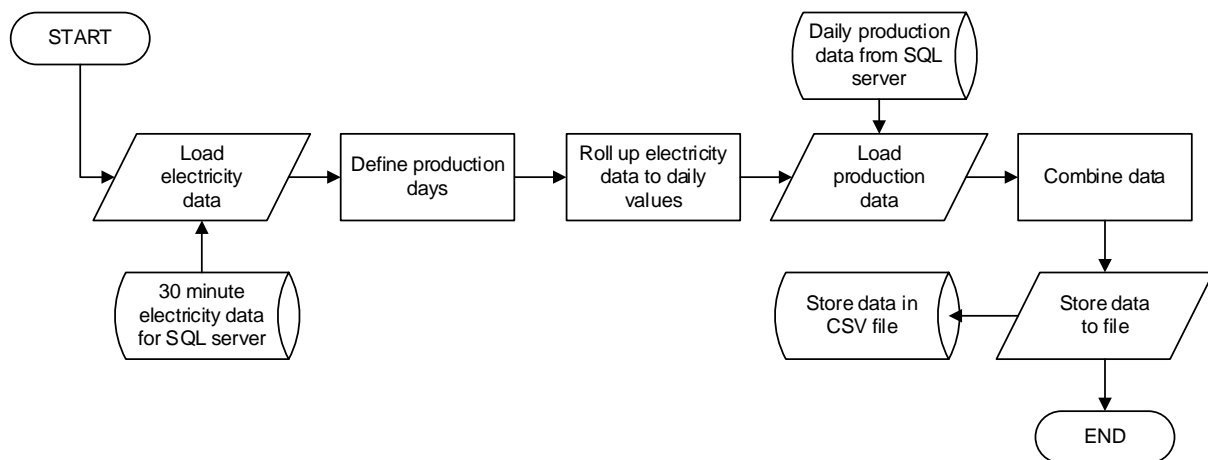 START
Daily production
data from SQL
server
Load
electricity
data
Define production
days
Roll up electricity
data to daily
values
Load
production
data
Combine data
30 minute
electricity data
for SQL server
Store data in
CSV file
Store data
to file
END